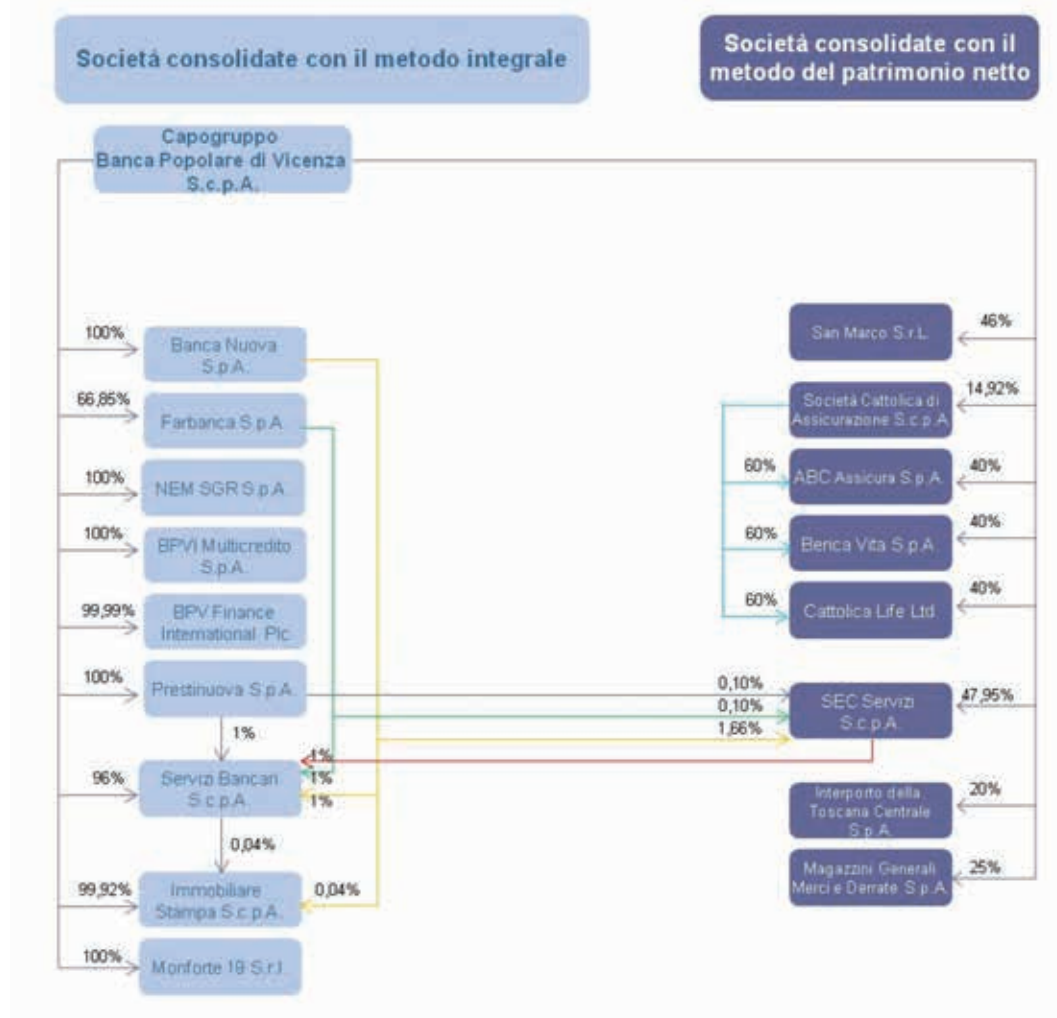 Società consolidate con il metodo integrale
Società consolidate con il
metodo del patrimonio netto
Capogruppo
Banca Popolare di Vicenza
S.c.p.A.
100%
Banca Nuova
S.p.A.
66,85%
Farbanca S.p.A.
100%
NEM SGR S.p.A.
100%
BPVI Multicredito
S.p.A.
99,99%
BPV Finance
International Plc
100%
Prestinuova S.p.A.
1%
96%
Servizi Bancari
S.c.p.A.
1%
1%
1%
0,04%
99,92%
Immobiliare
Stampa S.c.p.A.
0,04%
100%
Monforte 19 S.r.l.
San Marco S.r.L.
46%
Società Cattolica di
Assicurazione S.c.p.A.
14,92%
60%
ABC Assicura S.p.A.
40%
60%
Berica Vita S.p.A.
40%
60%
Cattolica Life Ltd
40%
0,10%
0,10%
1,66%
SEC Servizi
S.c.p.A.
47,95%
Interporto della
Toscana Centrale
S.p.A.
20%
Magazzini Generali
Merci e Derrate S.p.A.
25%